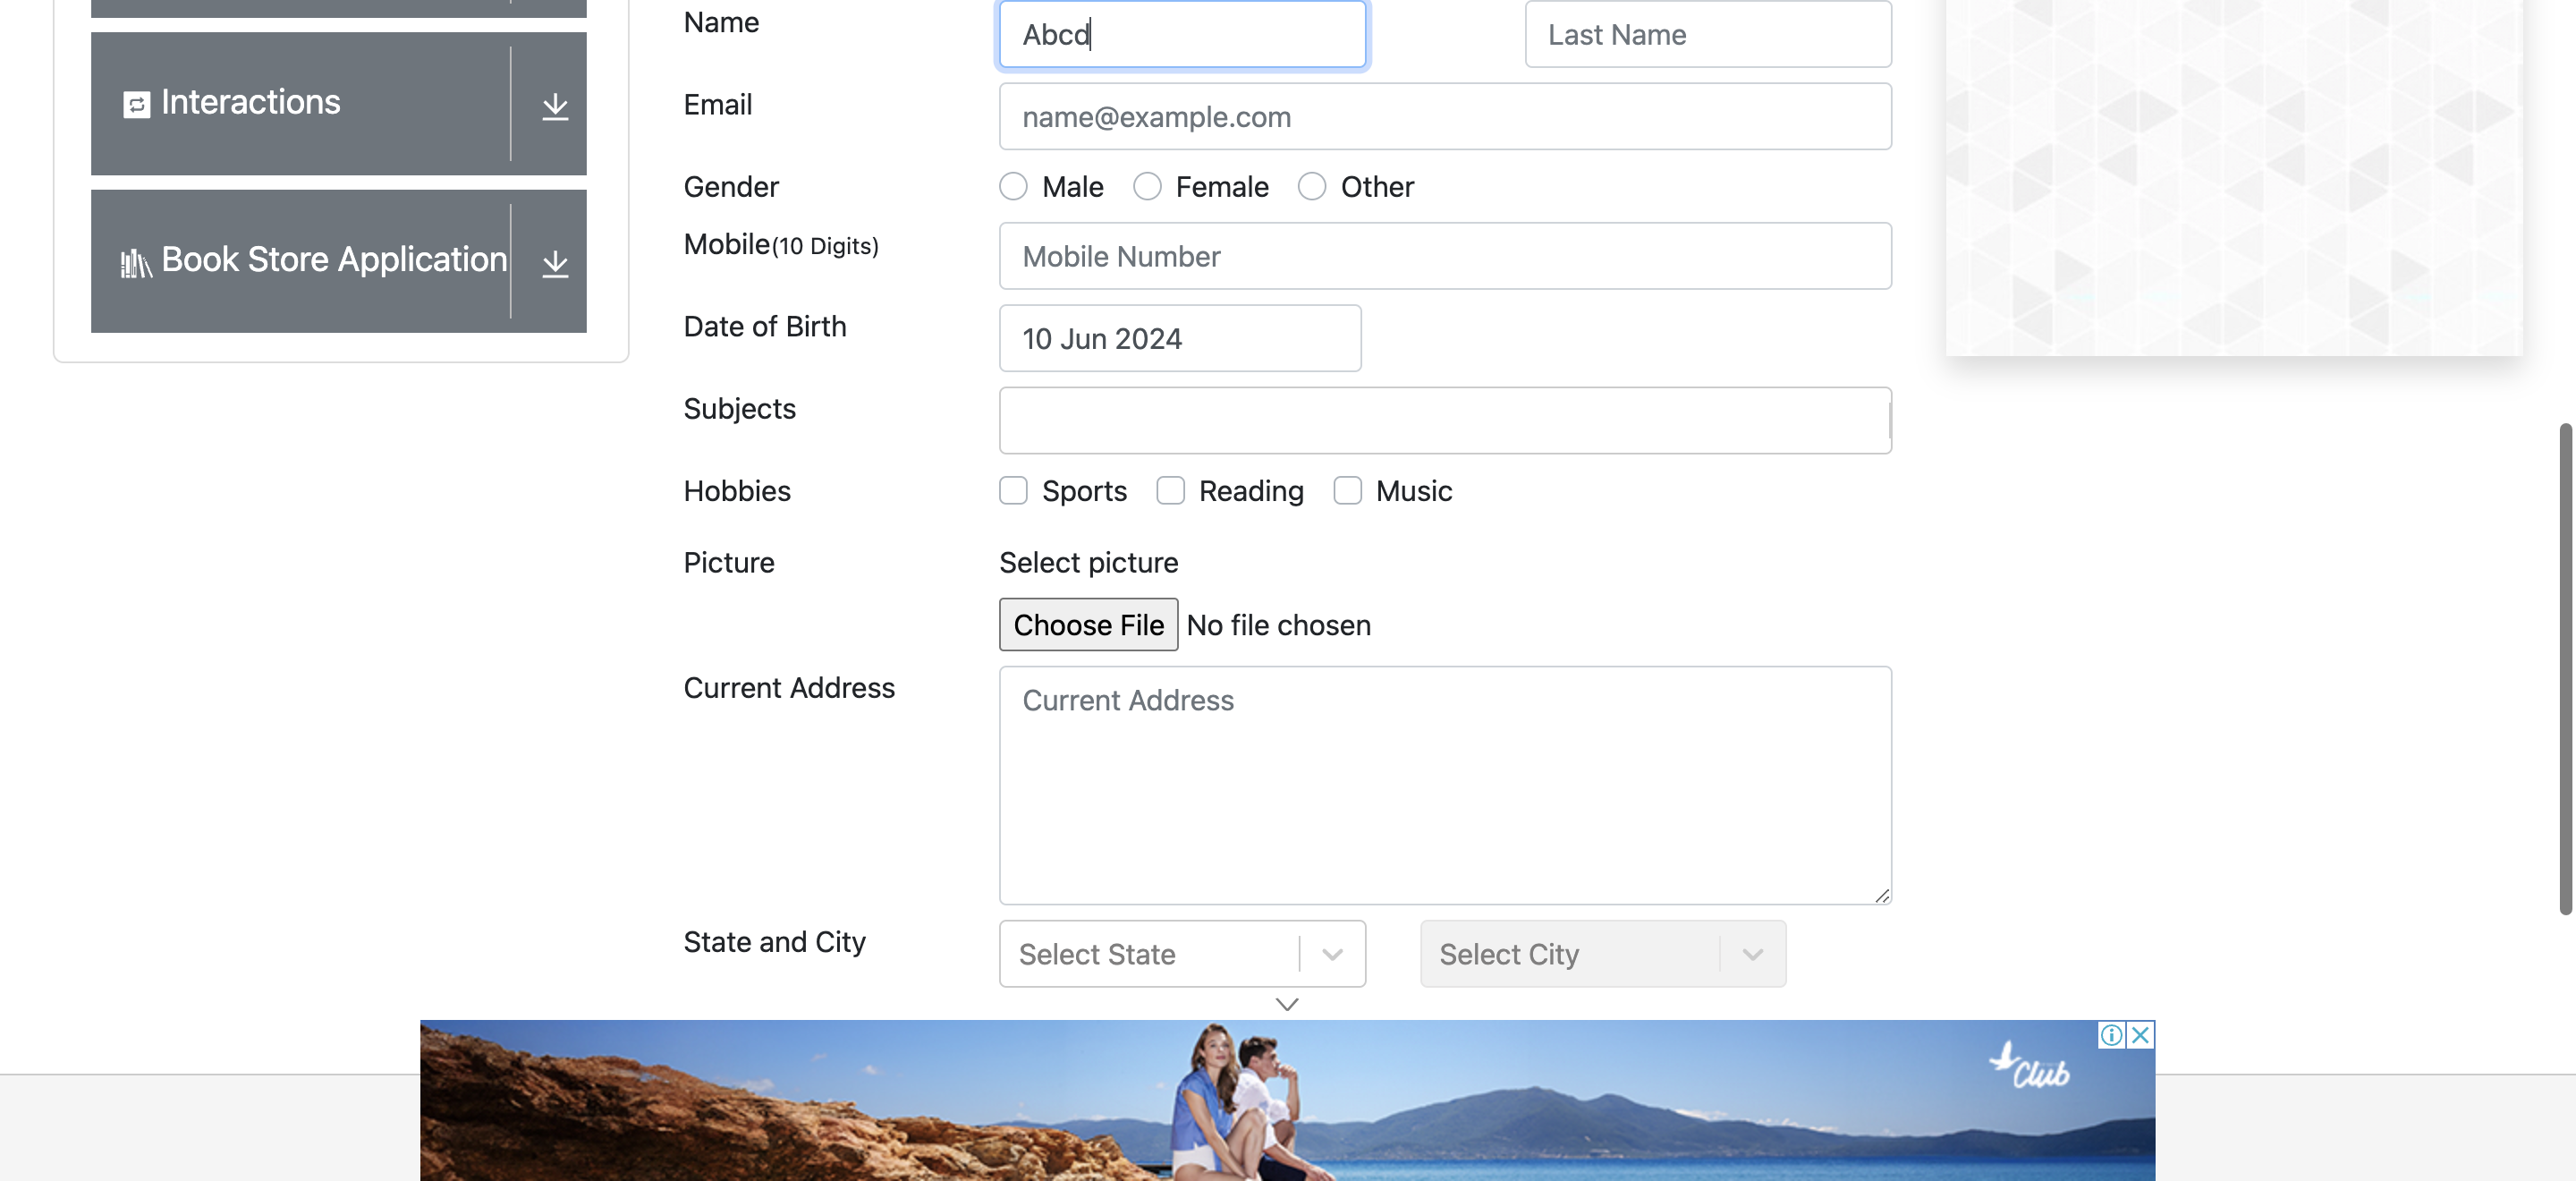 Name Abcd Last Name
Interactions
Email name@example.com
Gender Male Female Other
Mobile(10 Digits) Mobile Number
Book Store Application
Date of Birth 10 Jun 2024
Subjects
Hobbies Sports Reading Music
Picture Select picture
Choose File No file chosen
Current Address Current Address
State and City Select State Select City
Club